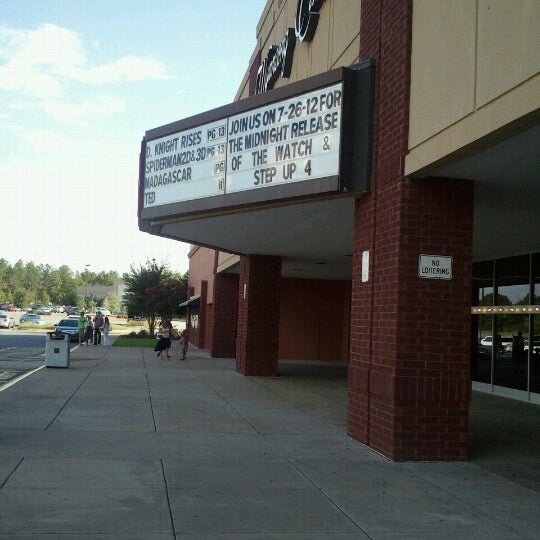 D. KNIGHT RISES PG 13
SPIDERMAN2D& 3D PG 13
MADAGASCAR PG
TED R
JOIN US ON 7-26-12 FOR
THE MIDNIGHT RELEASE
OF THE WATCH &
STEP UP 4
NO
LOITERING